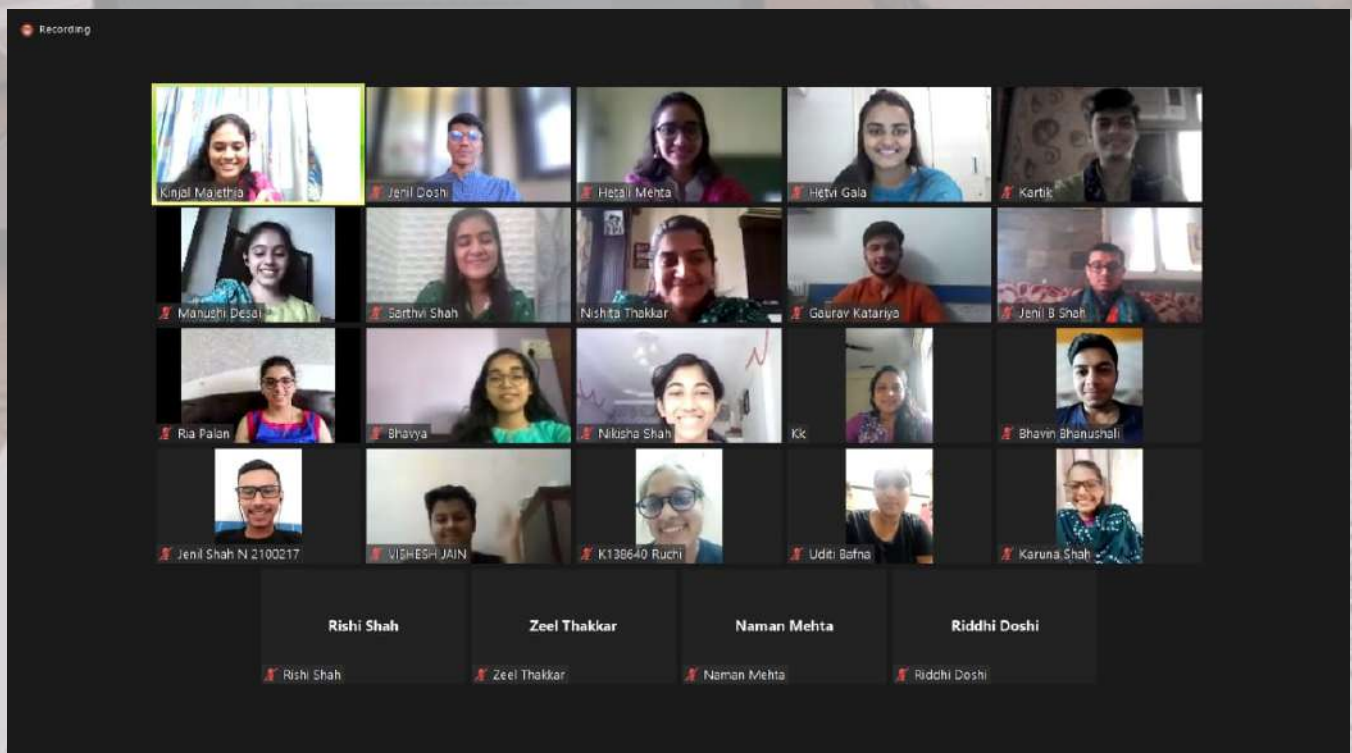 Recording
Kinjal Majethia
Jenil Doshi
Hetali Mehta
Hetvi Gala
Kartik
Manushi Desai
Sarthvi Shah
Nishita Thakkar
Gaurav Katariya
Jenil B Shah
Ria Palan
Bhavya
Nikisha Shah
Kk
Bhavin Bhanushali
Jenil Shah N 2100217
VISHESH JAIN
K138640 Ruchi
Uditi Bafna
Karuna Shah
Rishi Shah
Zeel Thakkar
Naman Mehta
Riddhi Doshi
Rishi Shah
Zeel Thakkar
Naman Mehta
Riddhi Doshi